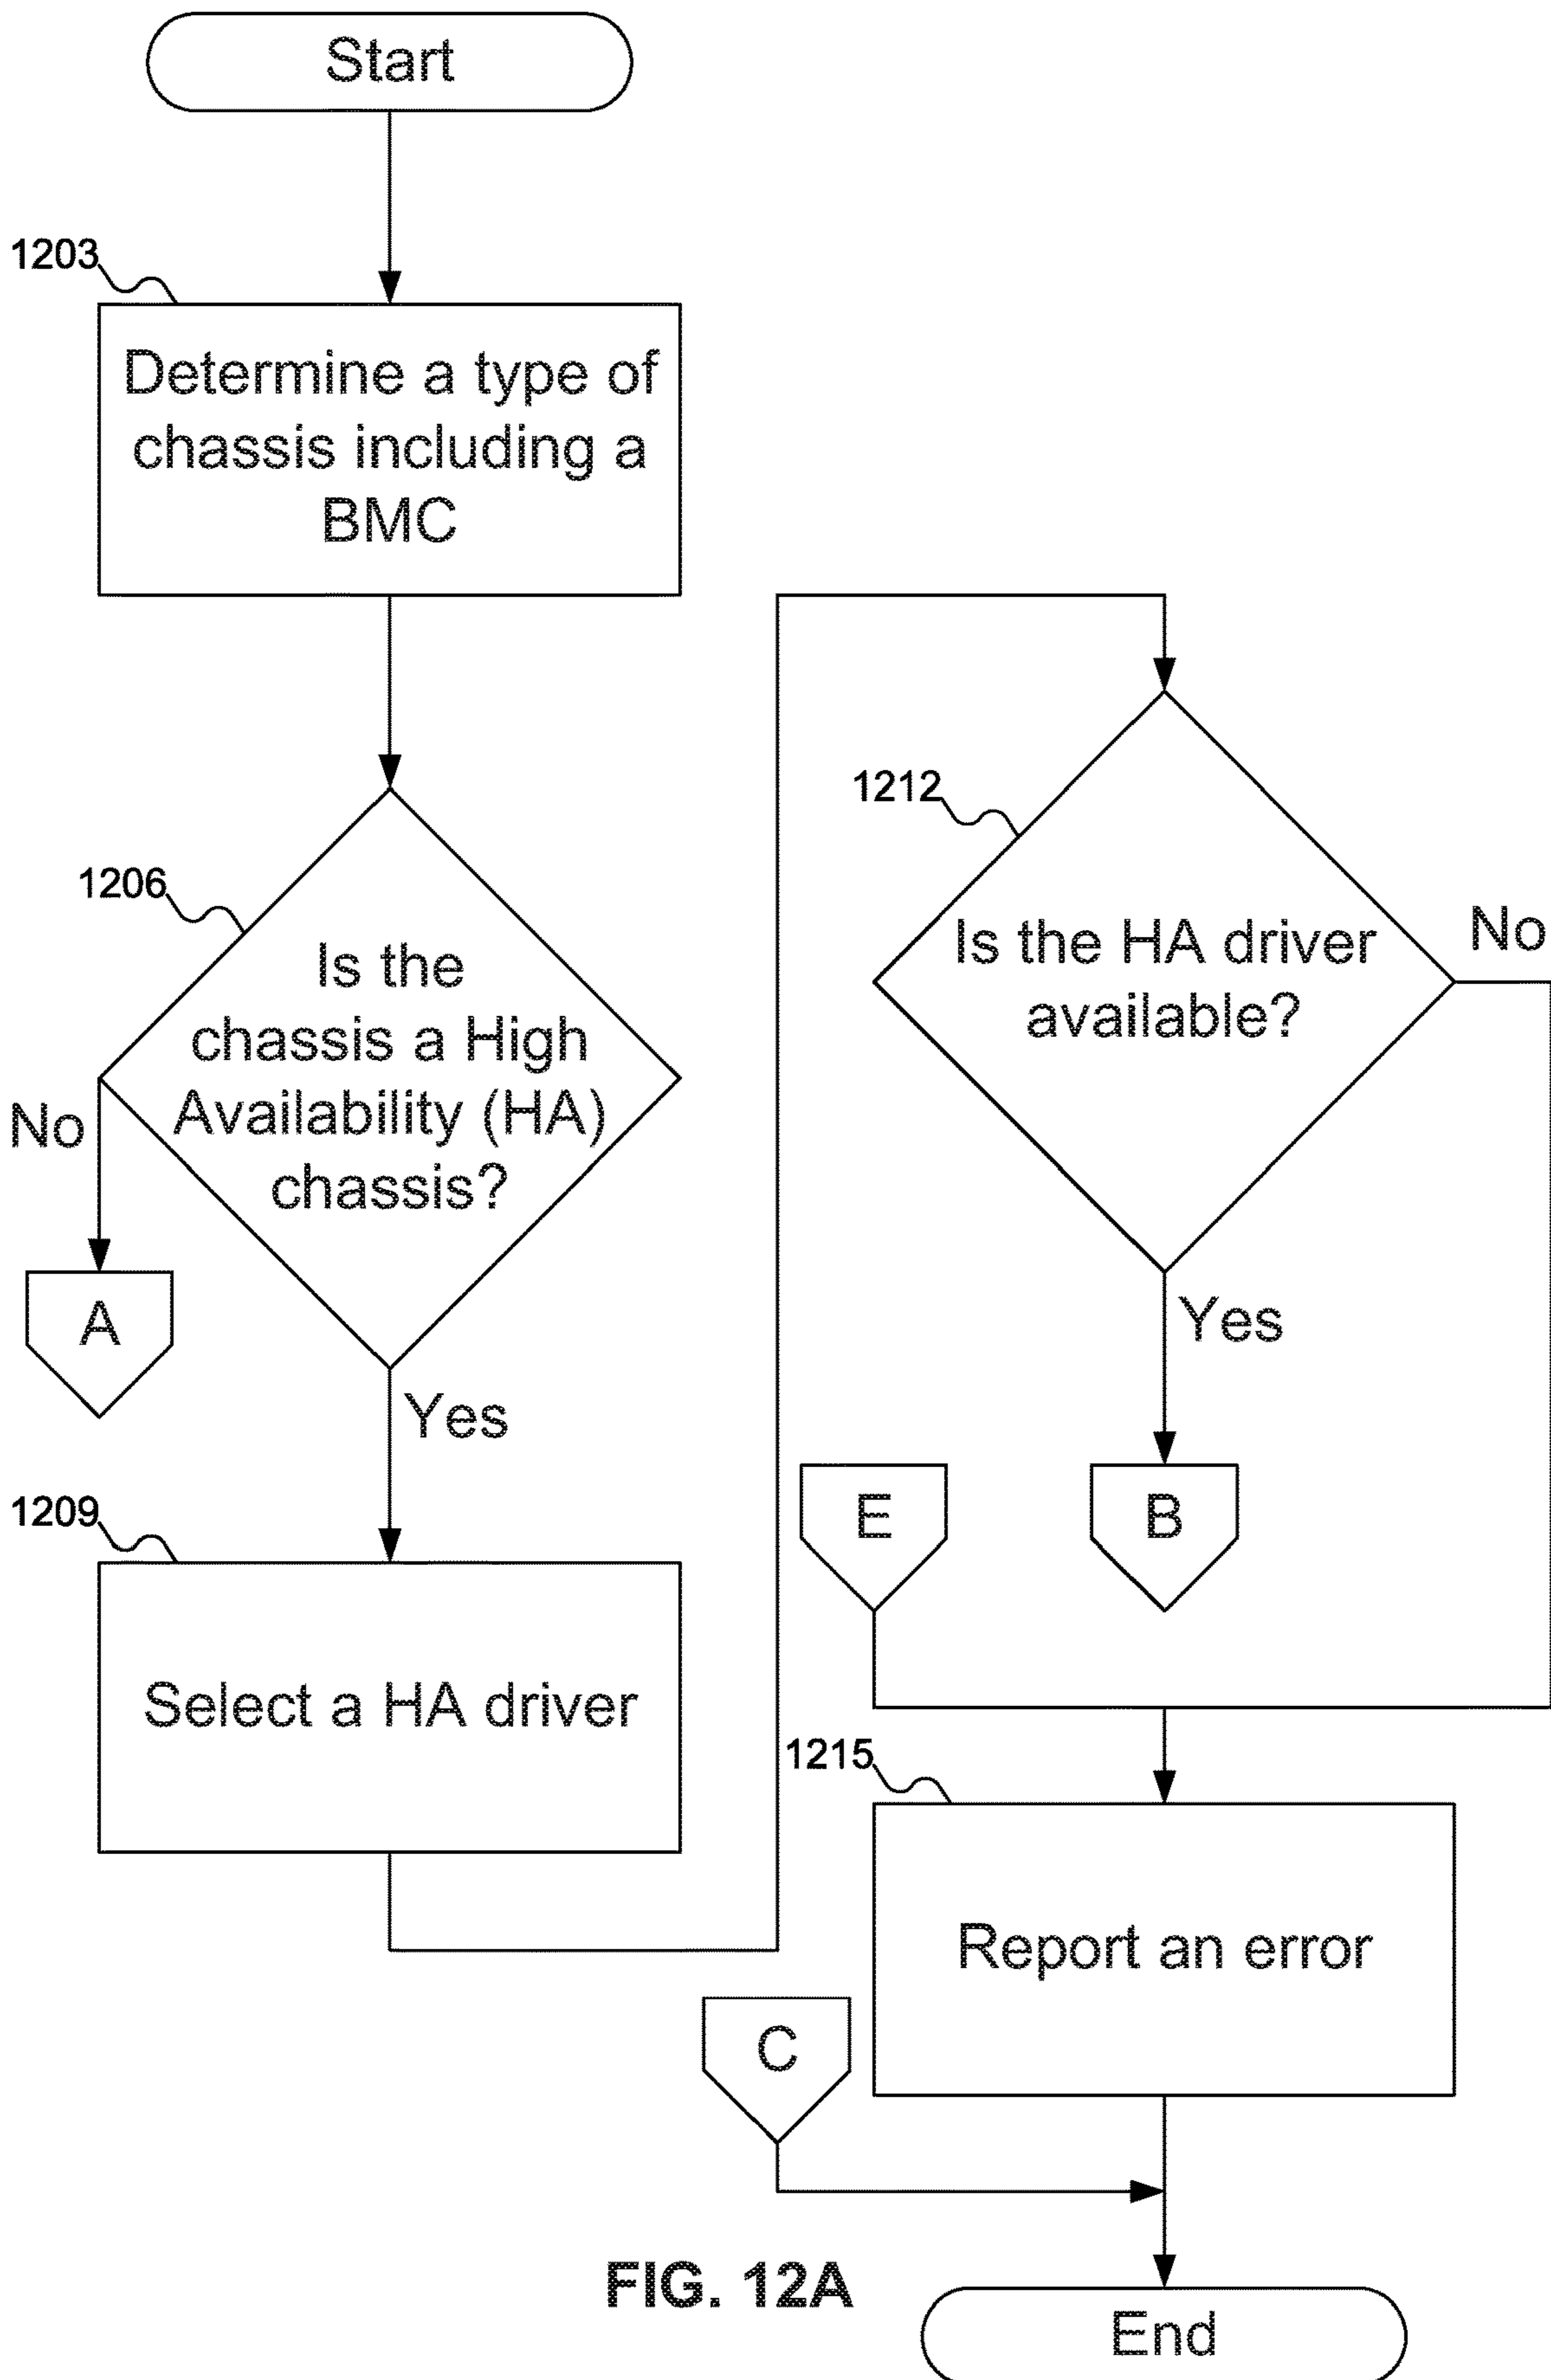 Start
1203
Determine a type of
chassis including a
BMC
1206
Is the
chassis a High
Availability (HA)
chassis?
No
A
Yes
1209
Select a HA driver
1212
Is the HA driver
available?
No
Yes
E
B
1215
Report an error
C
FIG. 12A
End